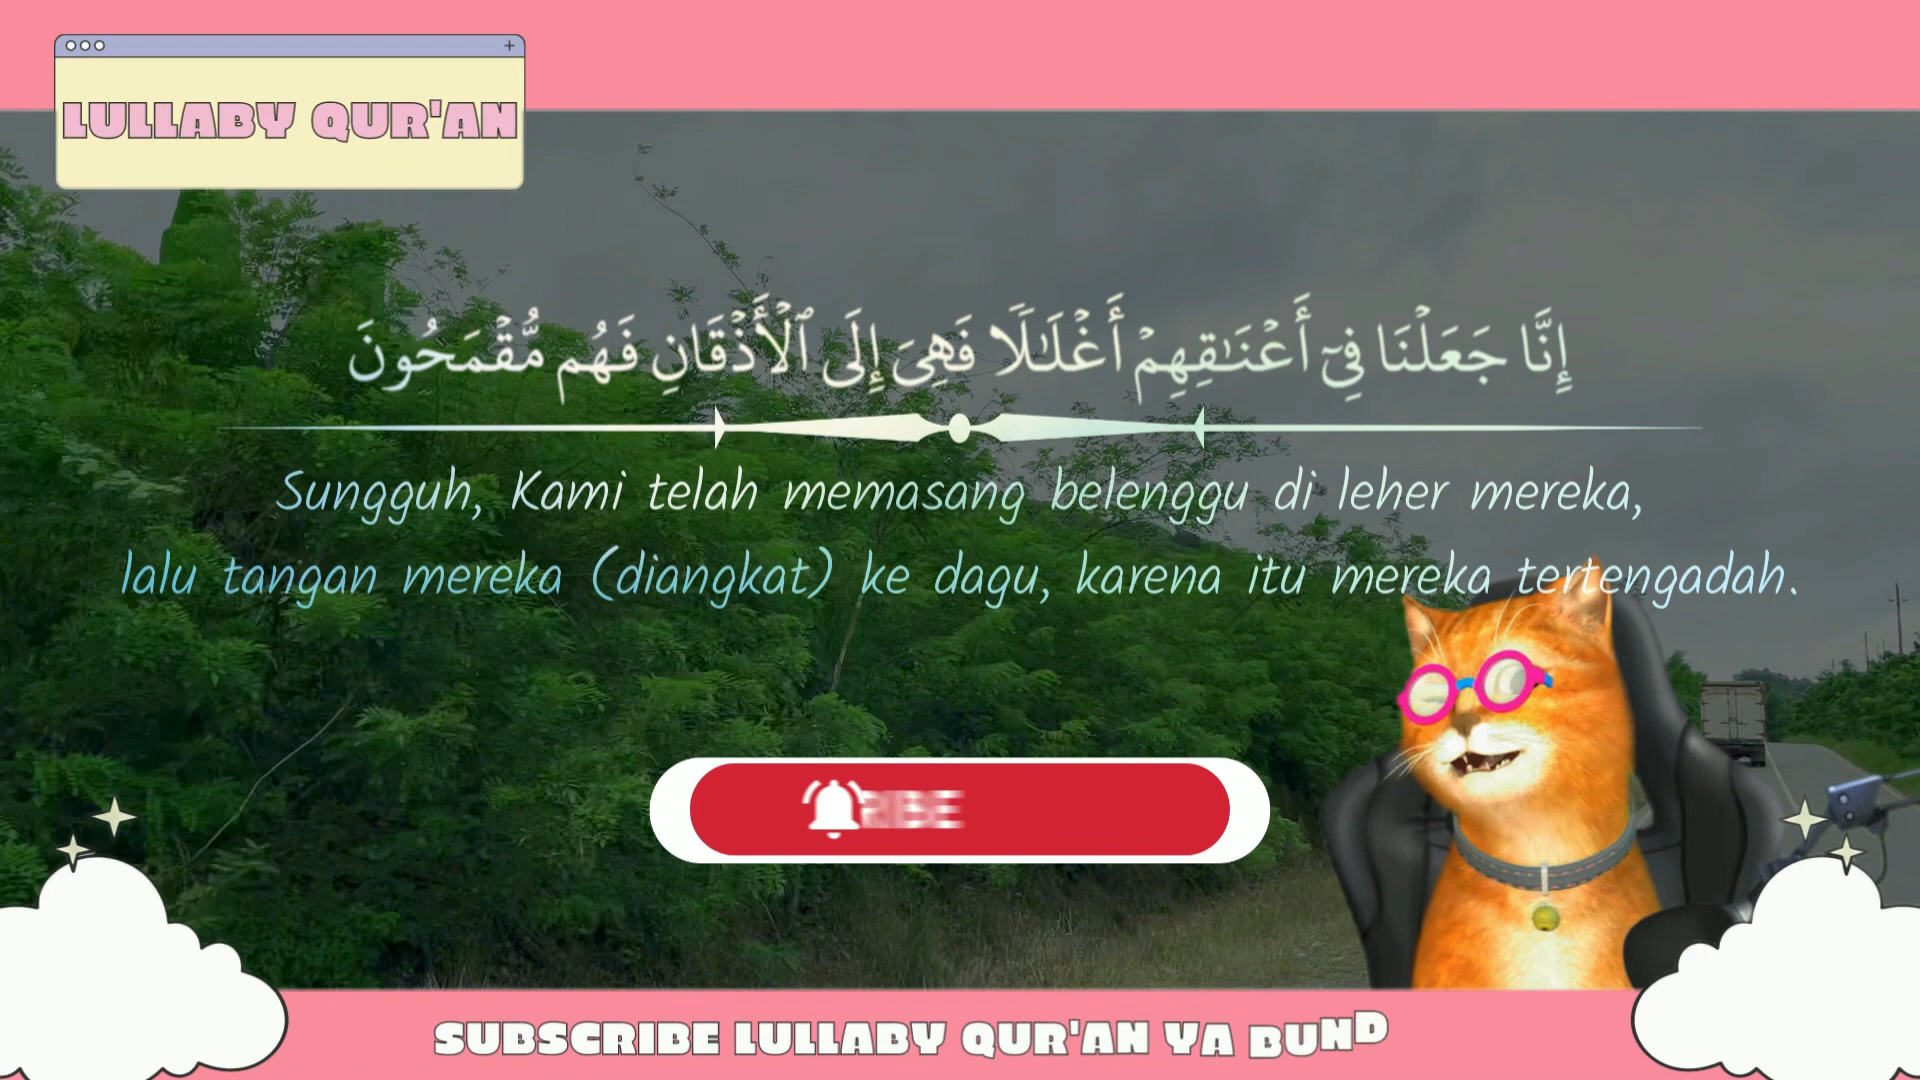 LULLABY QUR'AN
إِنَّا جَعَلْنَا فِىٓ أَعْنَـٰقِهِمْ أَغْلَـٰلًا فَهِىَ إِلَى ٱلْأَذْقَانِ فَهُم مُّقْمَحُونَ
Sungguh, Kami telah memasang belenggu di leher mereka,
lalu tangan mereka (diangkat) ke dagu, karena itu mereka tertengadah.
RIBE
SUBSCRIBE LULLABY QUR'AN YA BUND